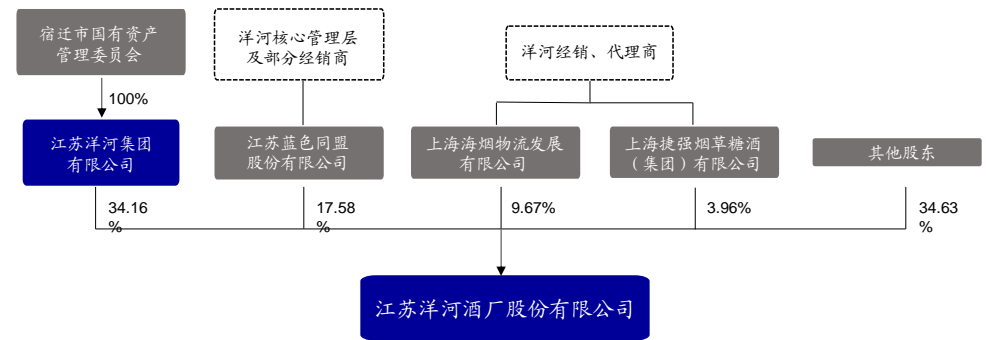 宿迁市国有资产
管理委员会
洋河核心管理层
及部分经销商
洋河经销、代理商
100%
江苏洋河集团
有限公司
江苏蓝色同盟
股份有限公司
上海海烟物流发展
有限公司
上海捷强烟草糖酒
（集团）有限公司
其他股东
34.16
%
17.58
%
9.67%
3.96%
34.63
%
江苏洋河酒厂股份有限公司